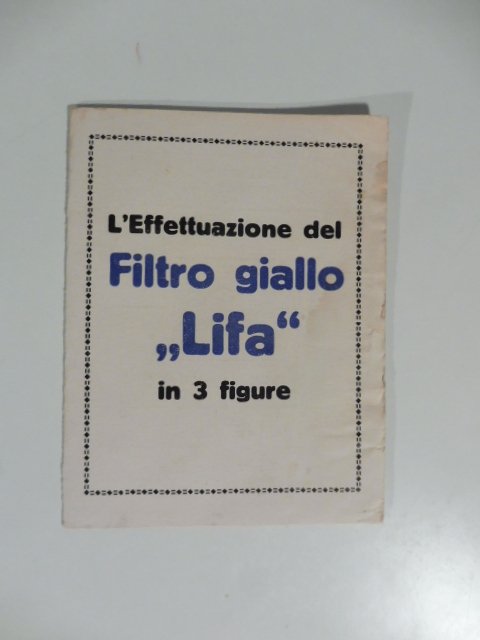 L'Effettuazione del
Filtro giallo
„Lifa“
in 3 figure